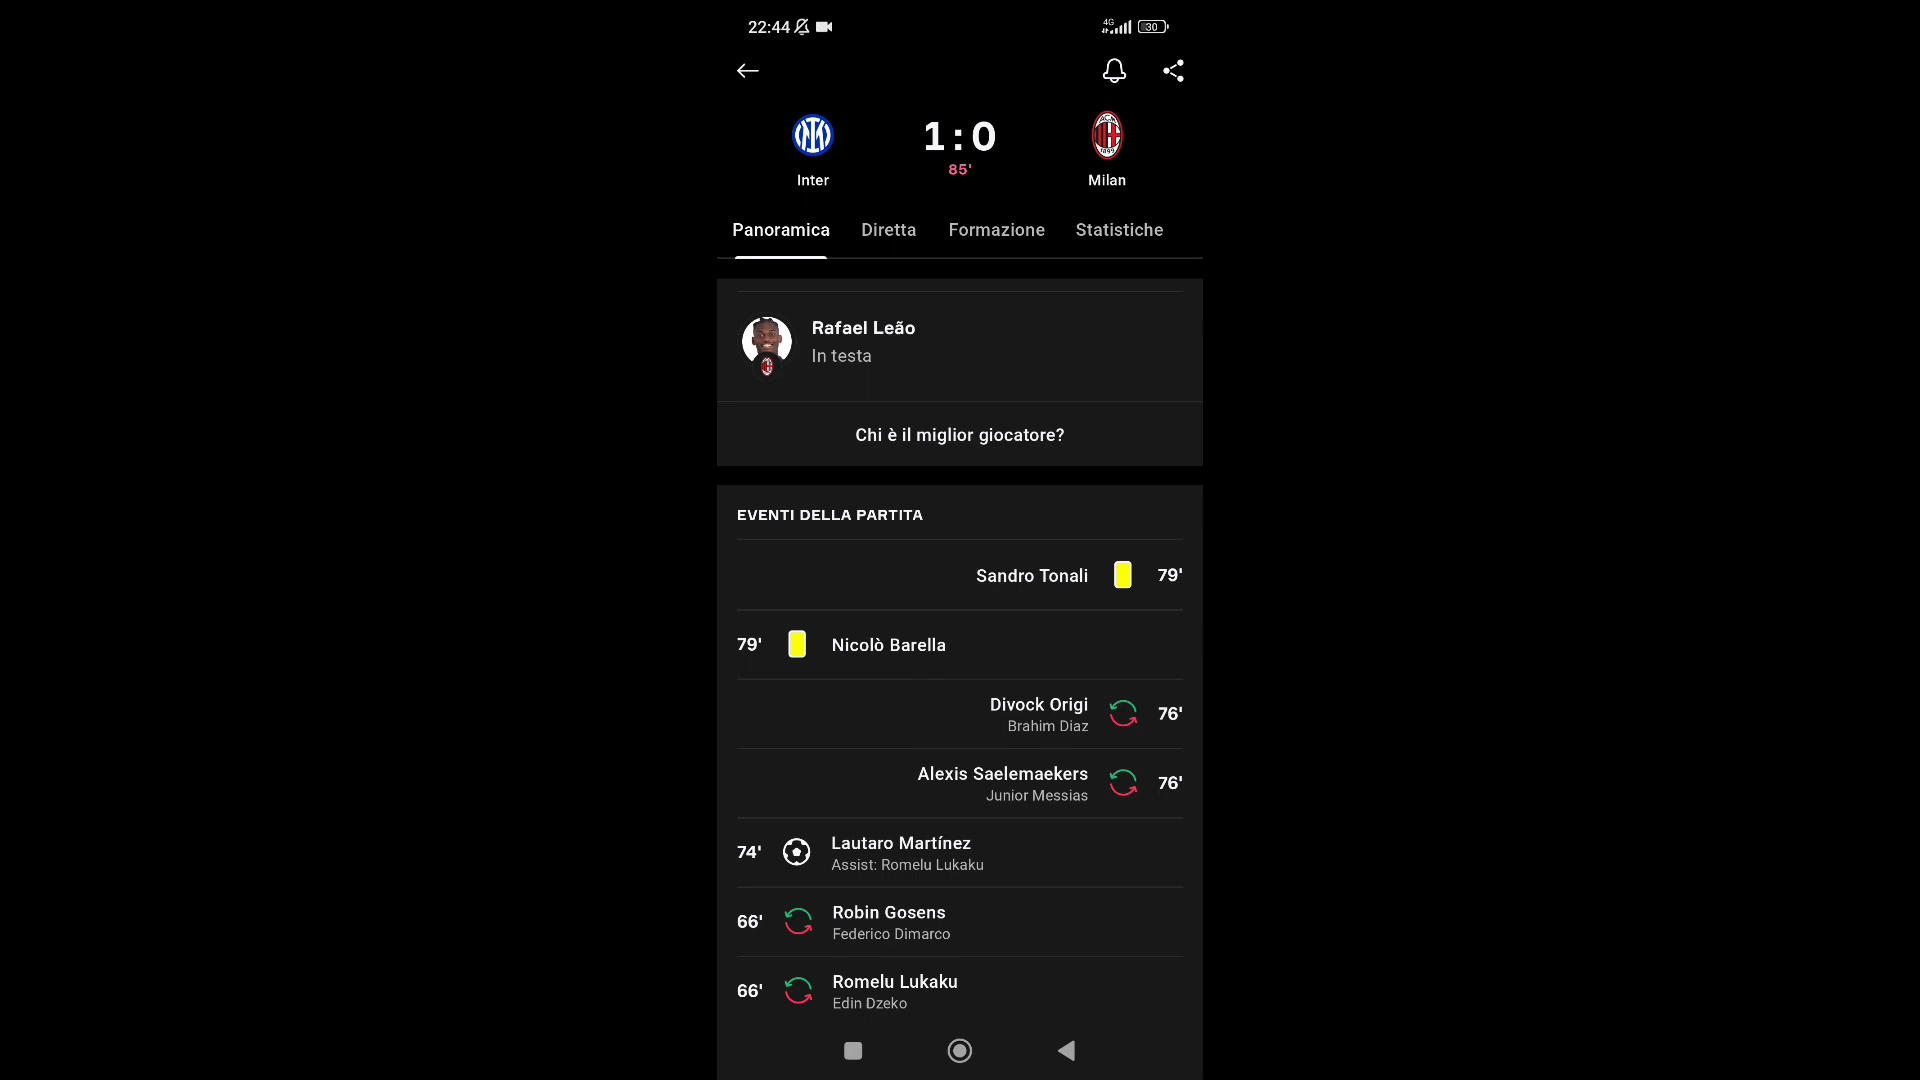 22:44
4G
30
1:0
85'
Inter
Milan
Panoramica
Diretta
Formazione
Statistiche
Rafael Leão
In testa
Chi è il miglior giocatore?
EVENTI DELLA PARTITA
Sandro Tonali
79'
79'
Nicolò Barella
Divock Origi
Brahim Diaz
76'
Alexis Saelemaekers
Junior Messias
76'
74'
Lautaro Martínez
Assist: Romelu Lukaku
66'
Robin Gosens
Federico Dimarco
66'
Romelu Lukaku
Edin Dzeko